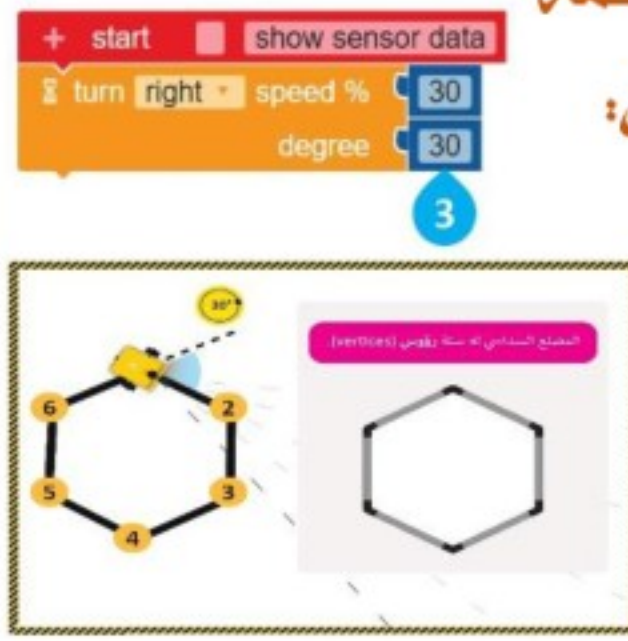 start show sensor data
turn right speed % 30
degree 30
3
30°
المضلع السداسي له ستة رؤوس (vertices).
6
2
5
3
4